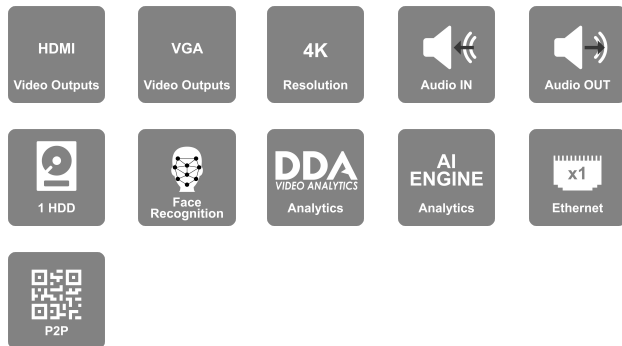 HDMI
Video Outputs
VGA
Video Outputs
4K
Resolution
Audio IN
Audio OUT
1 HDD
Face
Recognition
DDA
VIDEO ANALYTICS
Analytics
AI
ENGINE
Analytics
x1
Ethernet
P2P